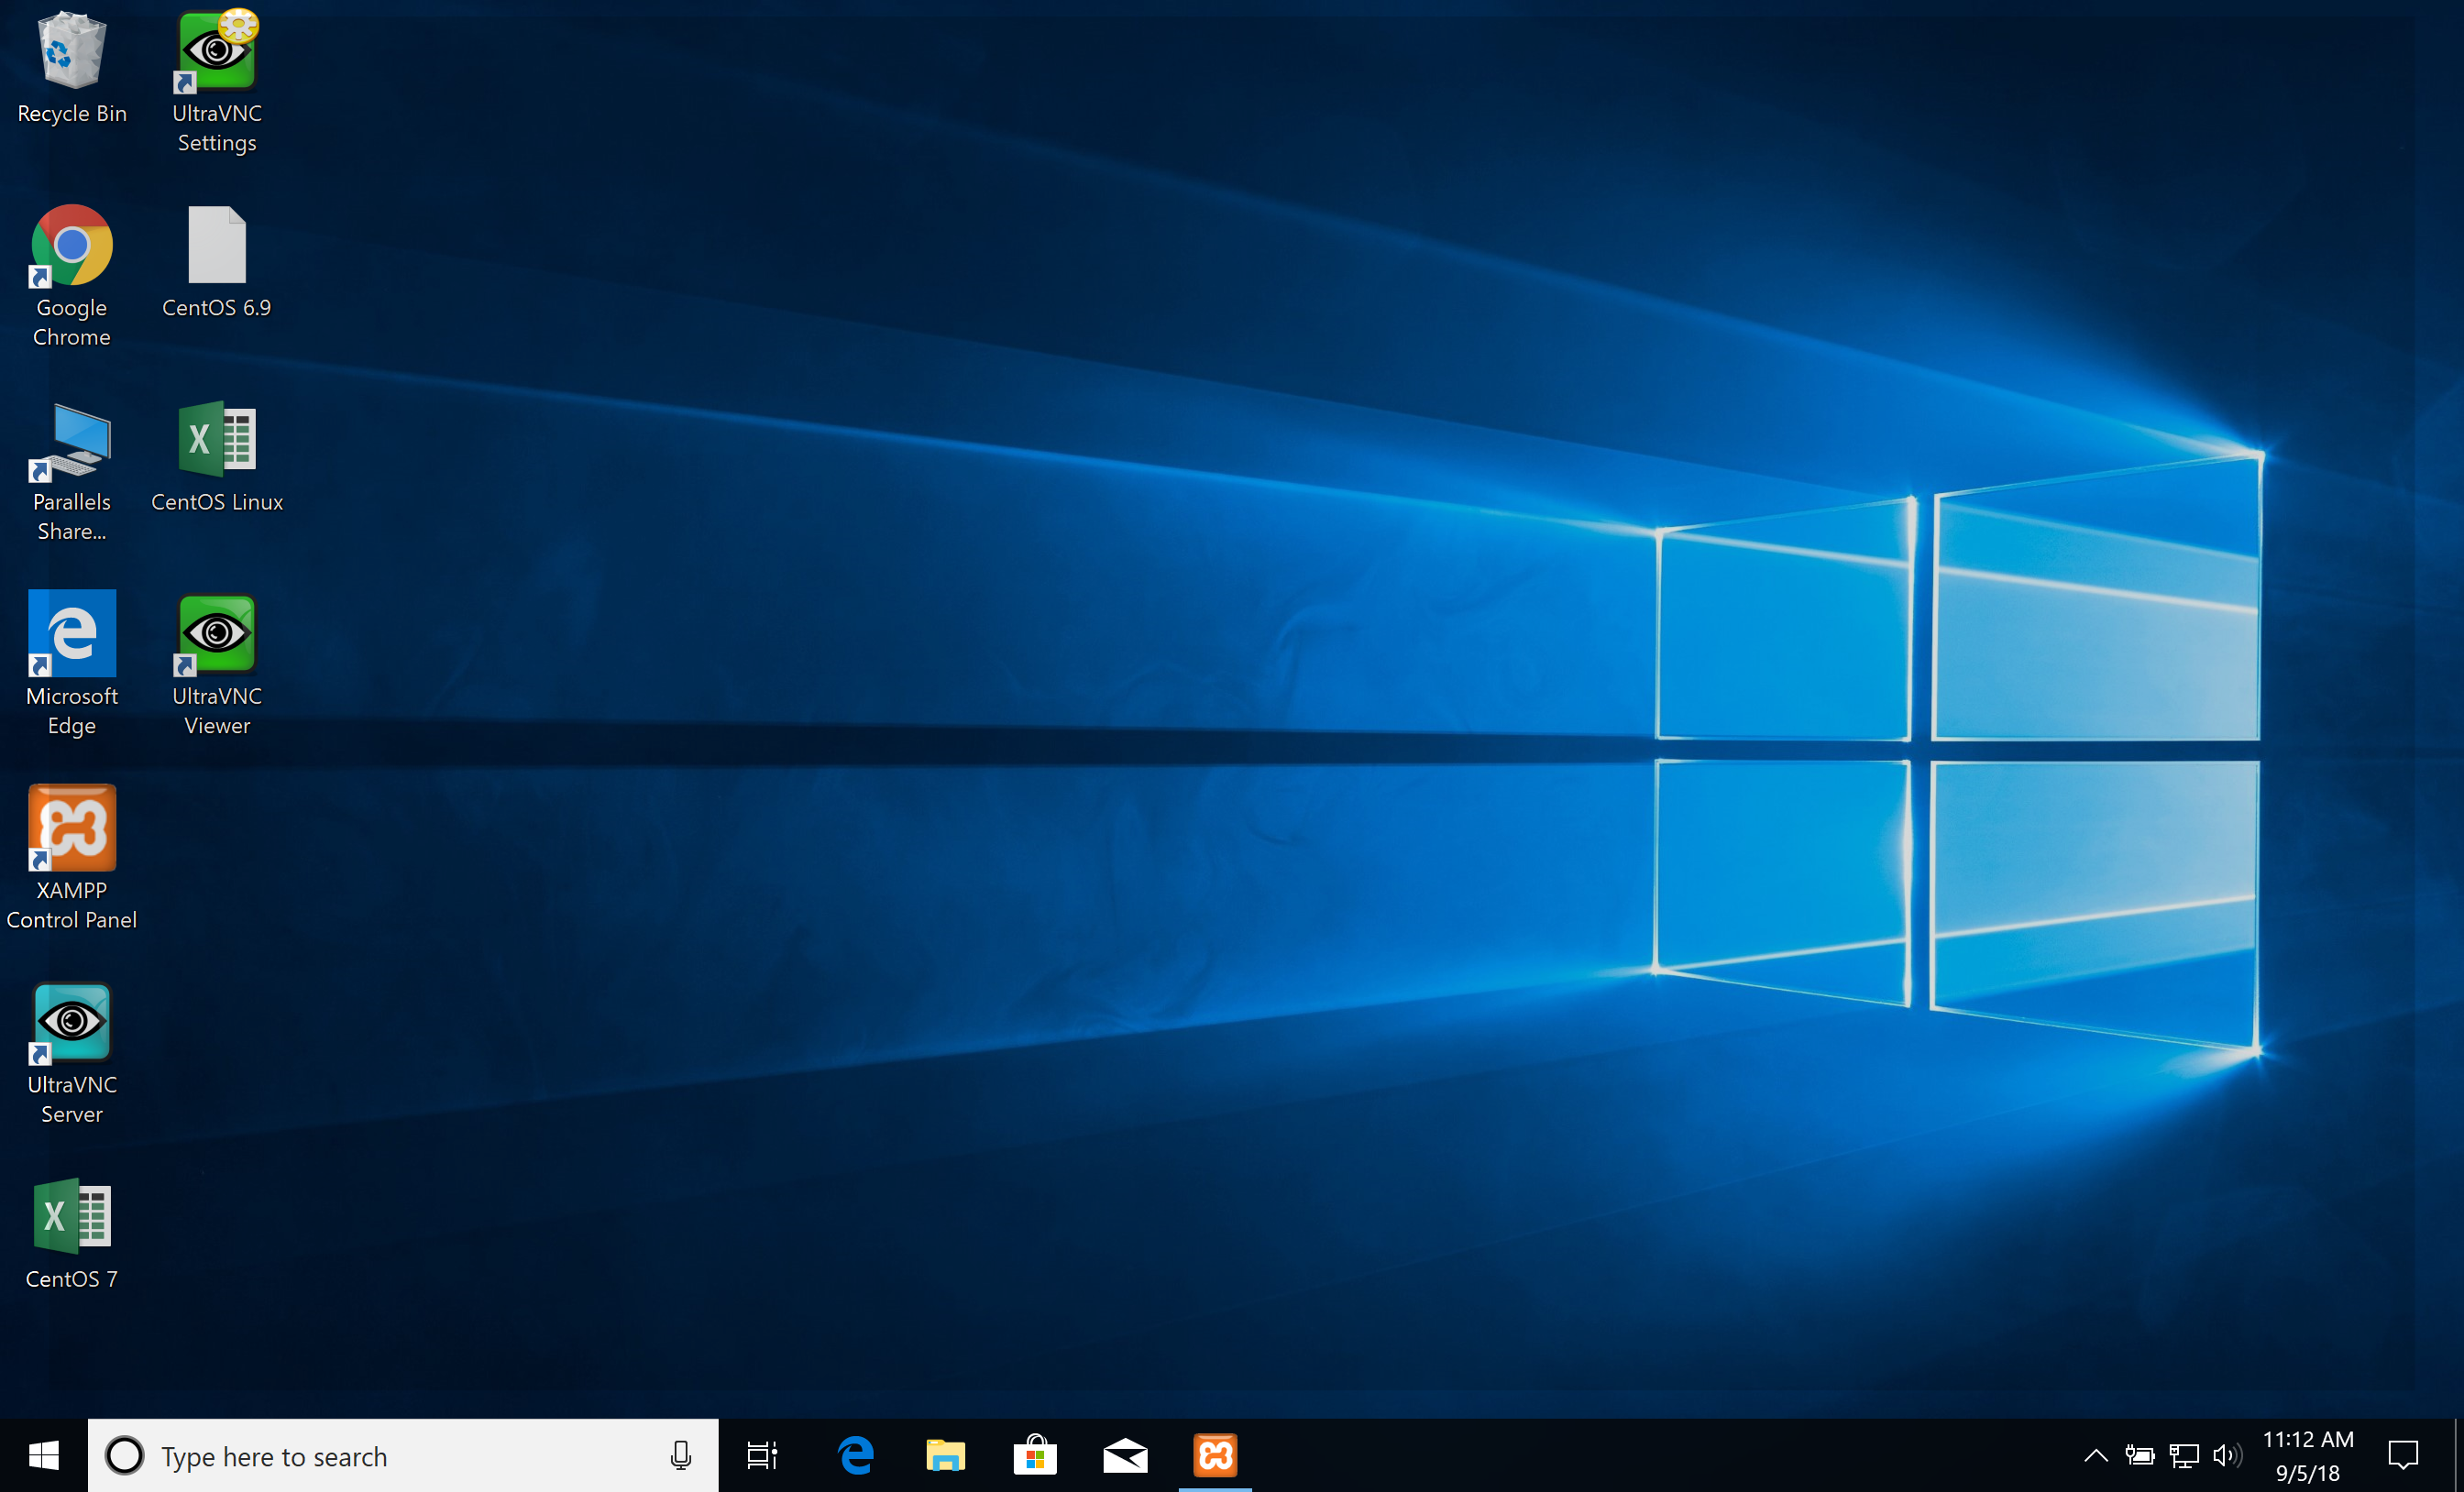 Recycle Bin
UltraVNC
Settings
Google
Chrome
CentOS 6.9
Parallels
Share...
CentOS Linux
Microsoft
Edge
UltraVNC
Viewer
XAMPP
Control Panel
UltraVNC
Server
CentOS 7
Type here to search
11:12 AM
9/5/18